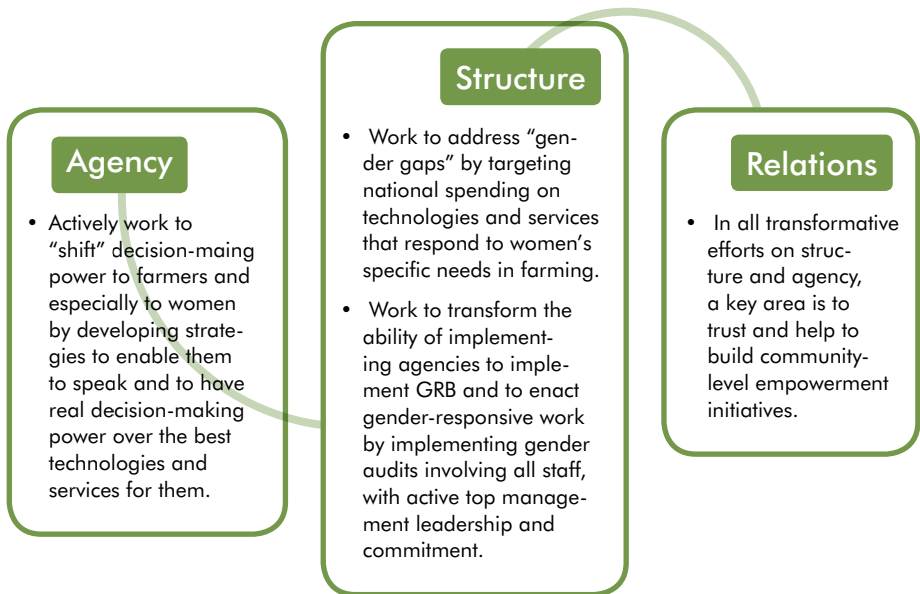 Agency
• Actively work to
“shift” decision-maing
power to farmers and
especially to women
by developing strate-
gies to enable them
to speak and to have
real decision-making
power over the best
technologies and
services for them.
Structure
• Work to address “gen-
der gaps” by targeting
national spending on
technologies and services
that respond to women’s
specific needs in farming.
• Work to transform the
ability of implement-
ing agencies to imple-
ment GRB and to enact
gender-responsive work
by implementing gender
audits involving all staff,
with active top manage-
ment leadership and
commitment.
Relations
• In all transformative
efforts on struc-
ture and agency,
a key area is to
trust and help to
build community-
level empowerment
initiatives.